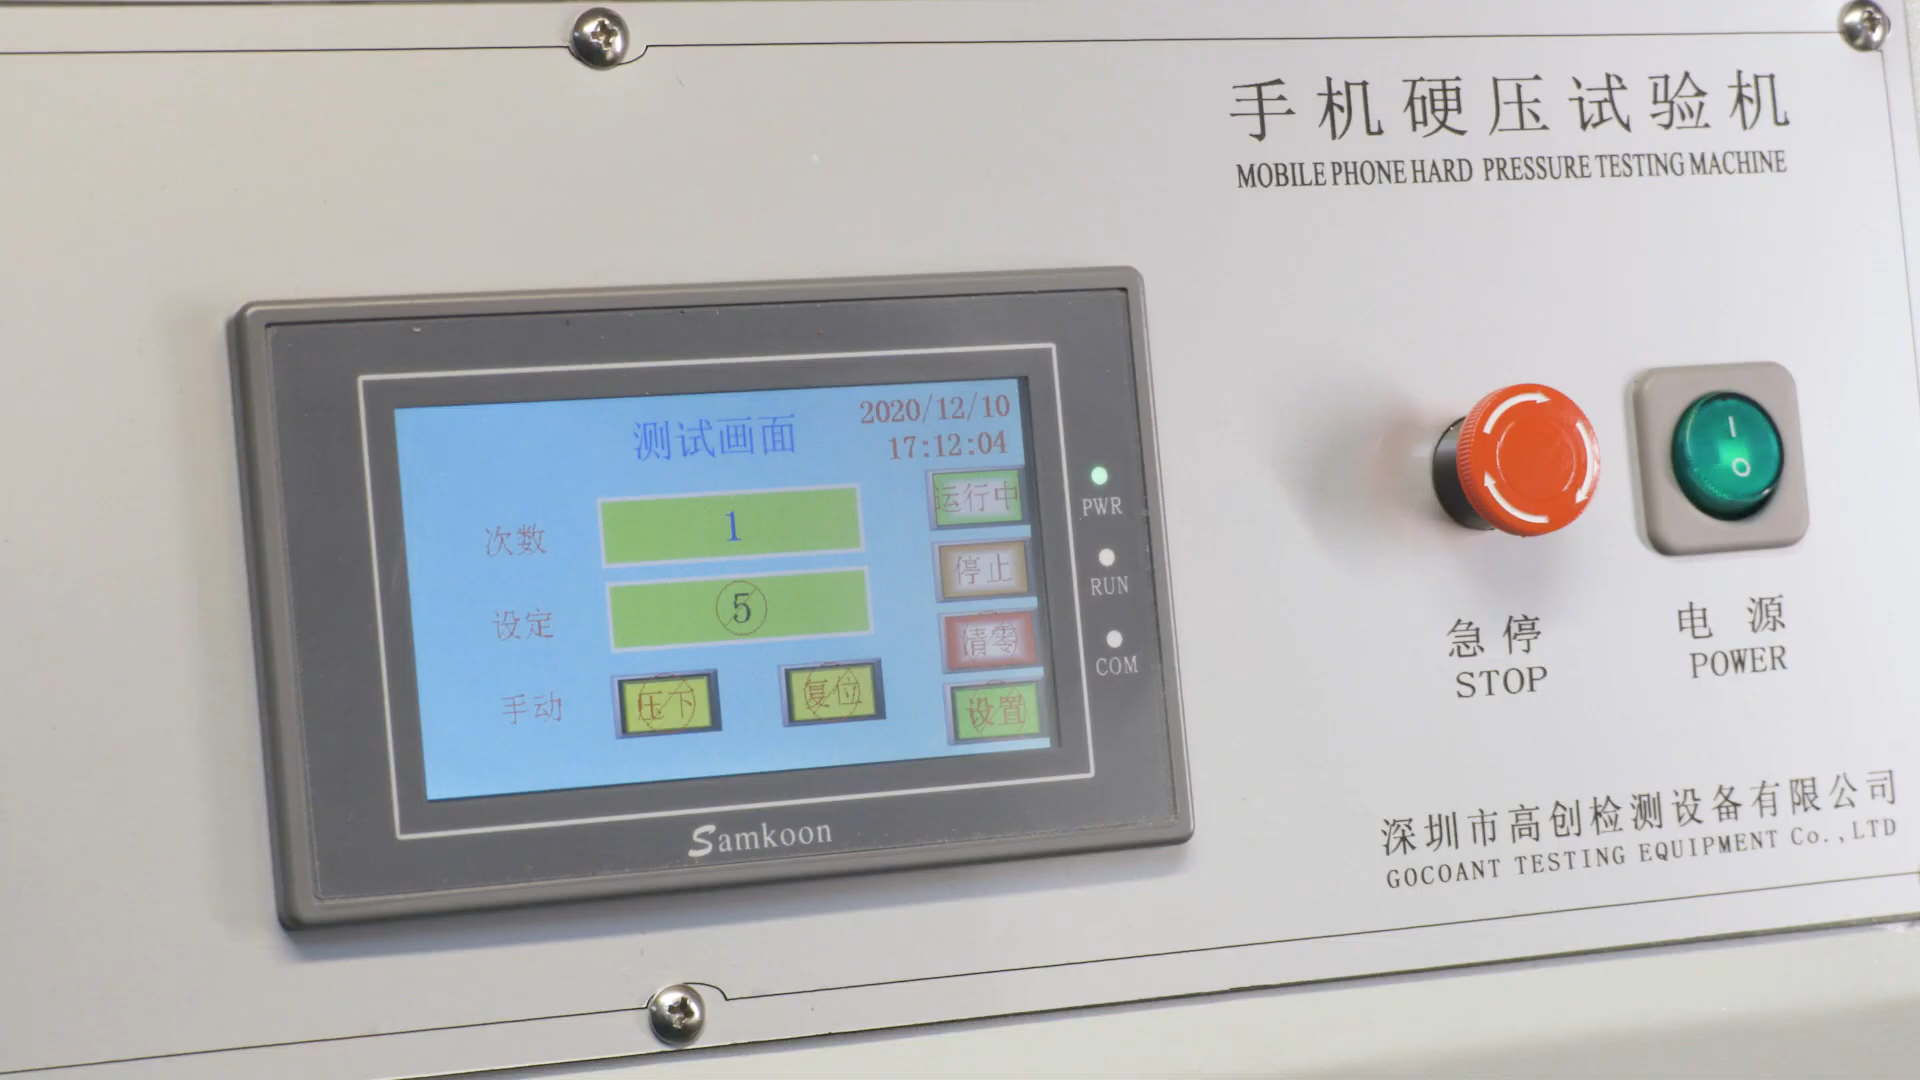 手机硬压试验机
MOBILE PHONE HARD PRESSURE TESTING MACHINE
测试画面
2020/12/10
17:12:04
次数
1
运行中
停止
设定
5
清零
手动
压下
复位
设置
PWR
RUN
COM
Samkoon
急停
STOP
电源
POWER
深圳市高创检测设备有限公司
GOCOANT TESTING EQUIPMENT Co.,LTD